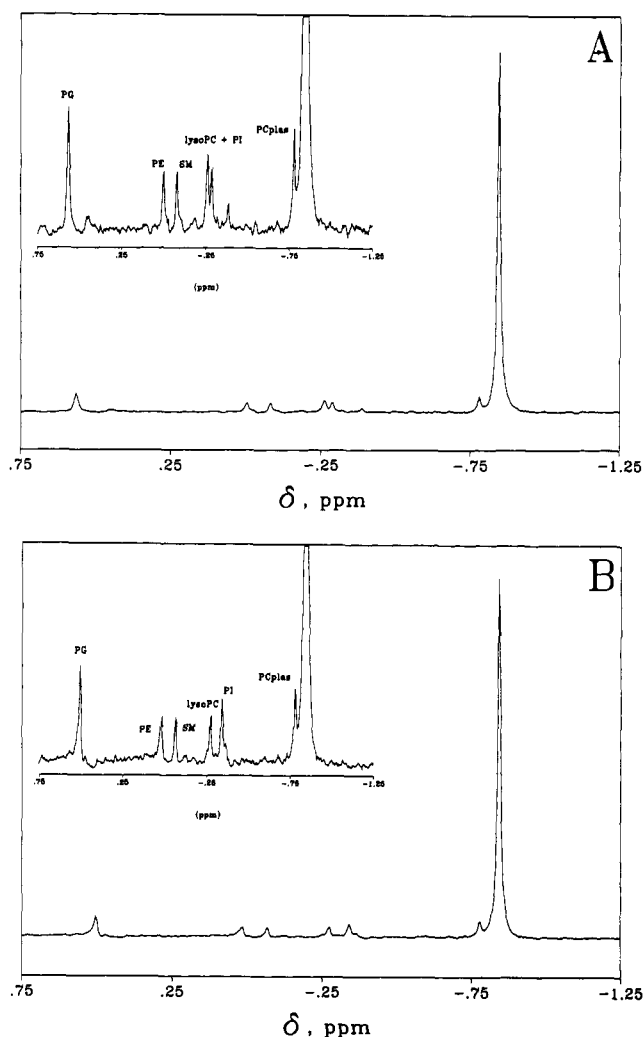 A
PG
PE
SM
lysoPC + PI
PCplas
.75
.25
-.25
-.75
-1.25
(ppm)
.75
.25
-.25
-.75
-1.25
δ, ppm
B
PG
PE
SM
lysoPC
PI
PCplas
.75
.25
-.25
-.75
-1.25
(ppm)
.75
.25
-.25
-.75
-1.25
δ, ppm